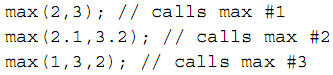 max(2,3); // calls max #1
max(2.1,3.2); // calls max #2
max(1,3,2); // calls max #3